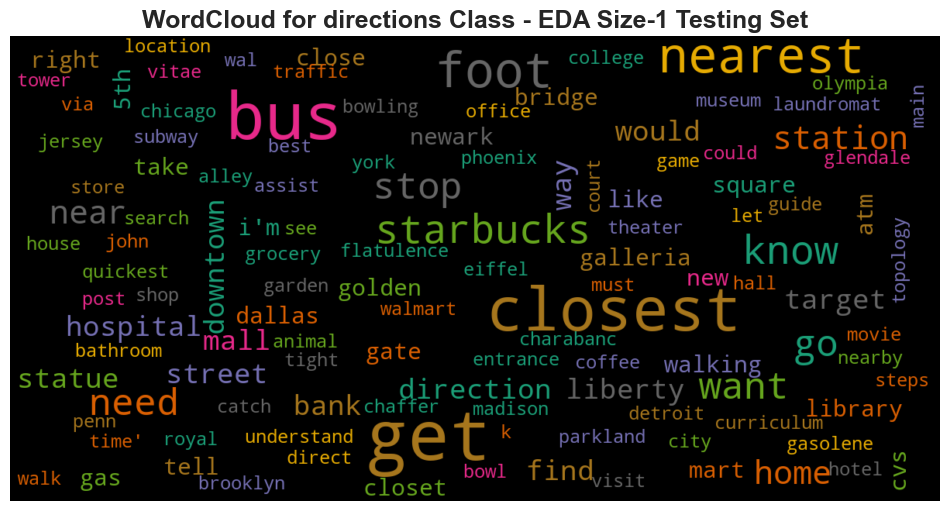 WordCloud for directions Class - EDA Size-1 Testing Set
right location wal close foot college nearest
tower via 5th vitae traffic bus bowling office bridge museum olympia laundromat main
jersey chicago subway best newark would station
take york phoenix game could glendale
store alley assist stop way court like square guide atm
near search downtown i'm see starbucks theater let know topology
house john grocery flatulence galleria
quickest eiffel
post shop garden golden walmart closest must new hall target
hospital mall dallas animal charabanc go movie
bathroom tight gate entrance coffee walking nearby
statue street direction liberty want steps
need catch bank chaffer madison detroit curriculum library
penn
time' royal understand get k parkland city gasolene
direct
walk gas tell brooklyn closet bowl find visit mart home hotel cvs